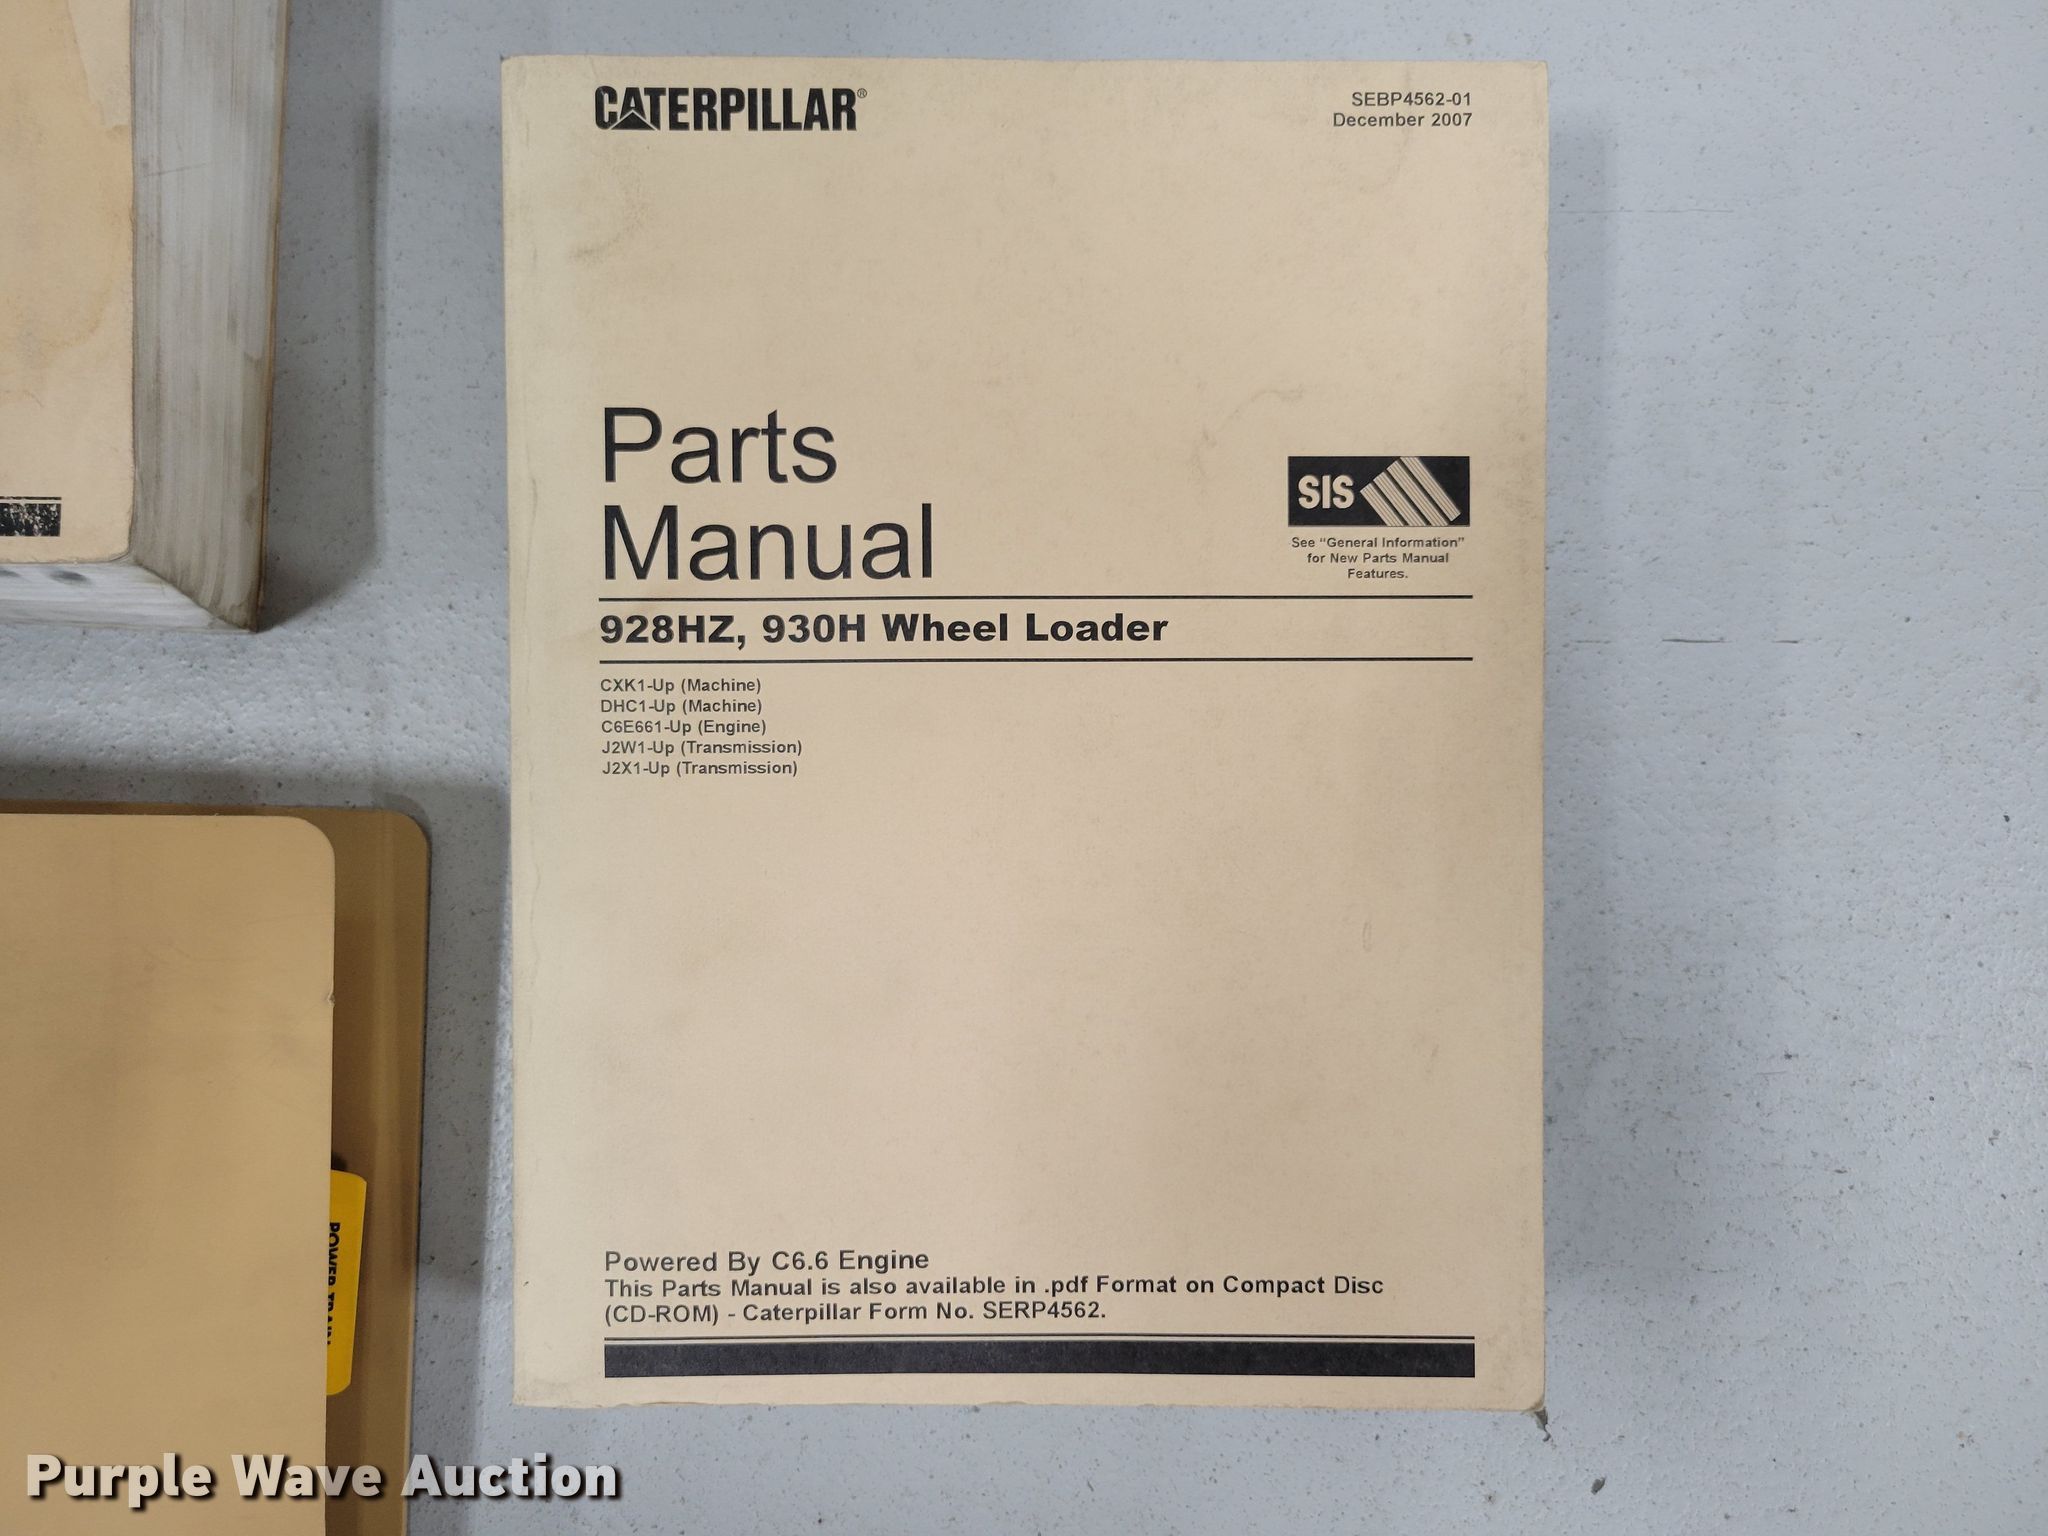 CATERPILLAR®
SEBP4562-01
December 2007
Parts
Manual
SIS
See “General Information”
for New Parts Manual
Features.
928HZ, 930H Wheel Loader
CXK1-Up (Machine)
DHC1-Up (Machine)
C6E661-Up (Engine)
J2W1-Up (Transmission)
J2X1-Up (Transmission)
Powered By C6.6 Engine
This Parts Manual is also available in .pdf Format on Compact Disc
(CD-ROM) - Caterpillar Form No. SERP4562.
POWER TRAIN
Purple Wave Auction